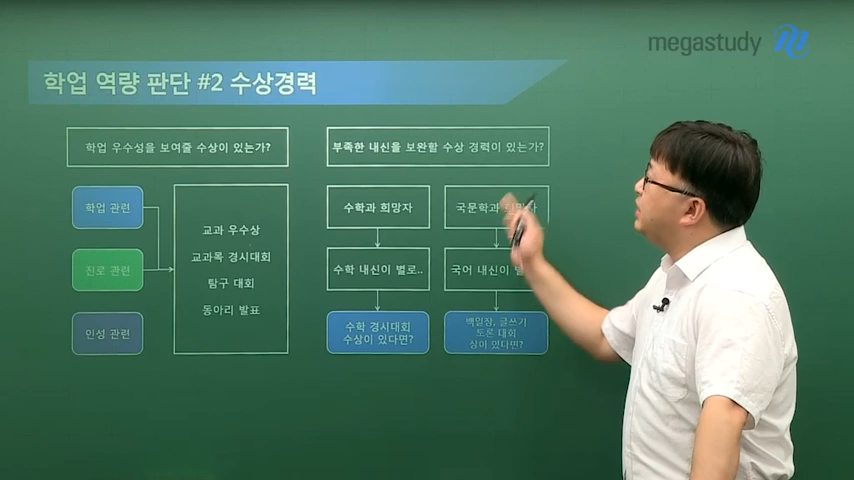 megastudy
학업 역량 판단 #2 수상경력
학업 우수성을 보여줄 수상이 있는가?
부족한 내신을 보완할 수상 경력이 있는가?
학업 관련
진로 관련
인성 관련
교과 우수상
교과목 경시대회
탐구 대회
동아리 발표
수학과 희망자
수학 내신이 별로..
수학 경시대회
수상이 있다면?
국문학과
국어 내신이
백일장, 글쓰기
토론 대회
상이 있다면?